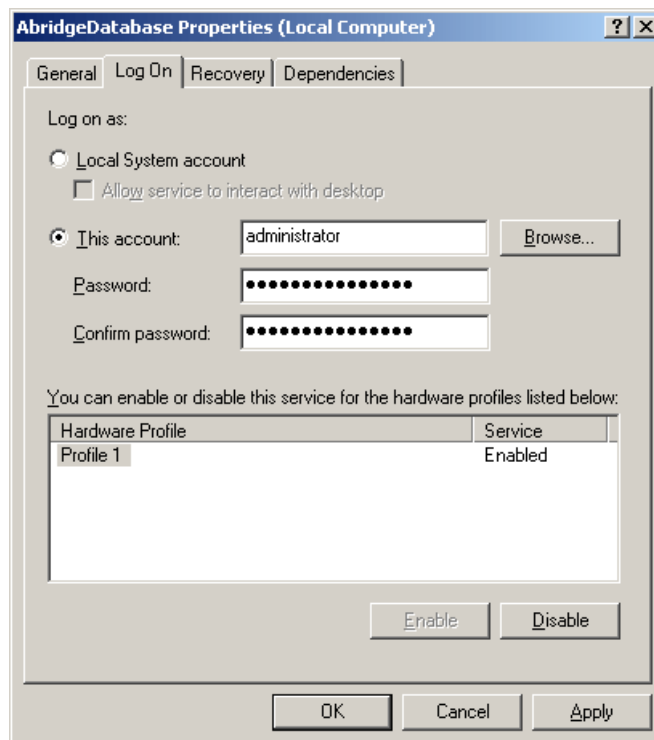 AbridgeDatabase Properties (Local Computer)
General Log On Recovery Dependencies
Log on as:
Local System account
Allow service to interact with desktop
This account: administrator Browse...
Password: •••••••••••••••
Confirm password: •••••••••••••••
You can enable or disable this service for the hardware profiles listed below:
Hardware Profile Service
Profile 1 Enabled
Enable Disable
OK Cancel Apply